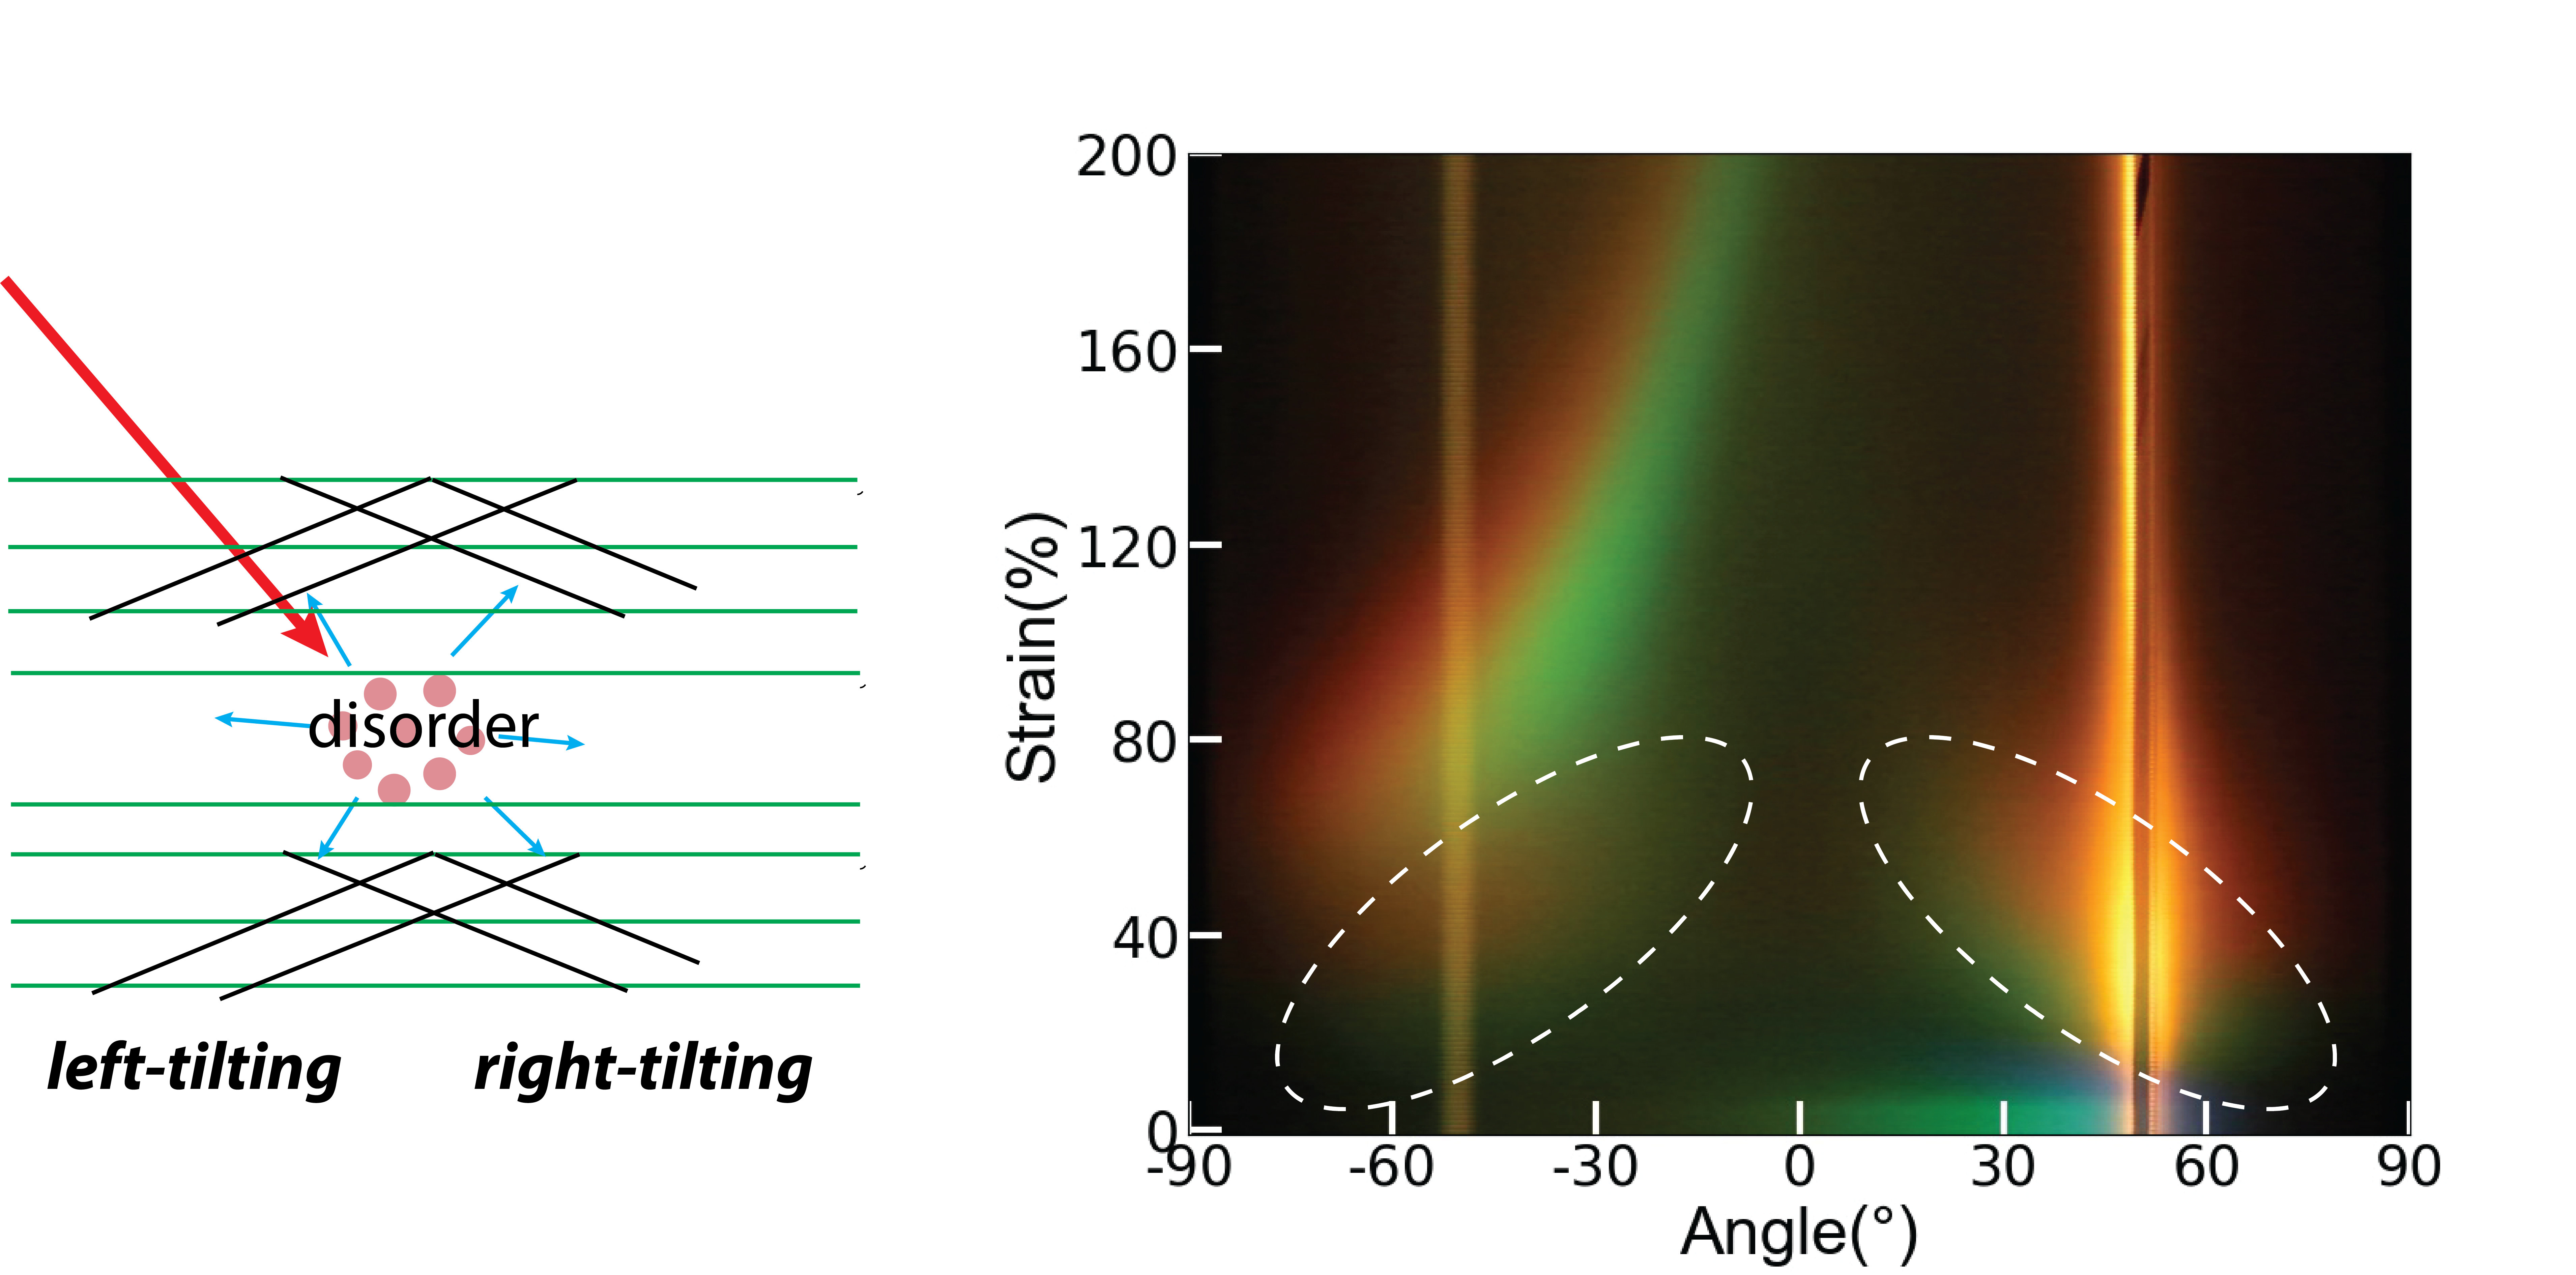 disorder
left-tilting right-tilting
Strain(%)
200
160
120
80
40
0
-90 -60 -30 0 30 60 90
Angle(°)